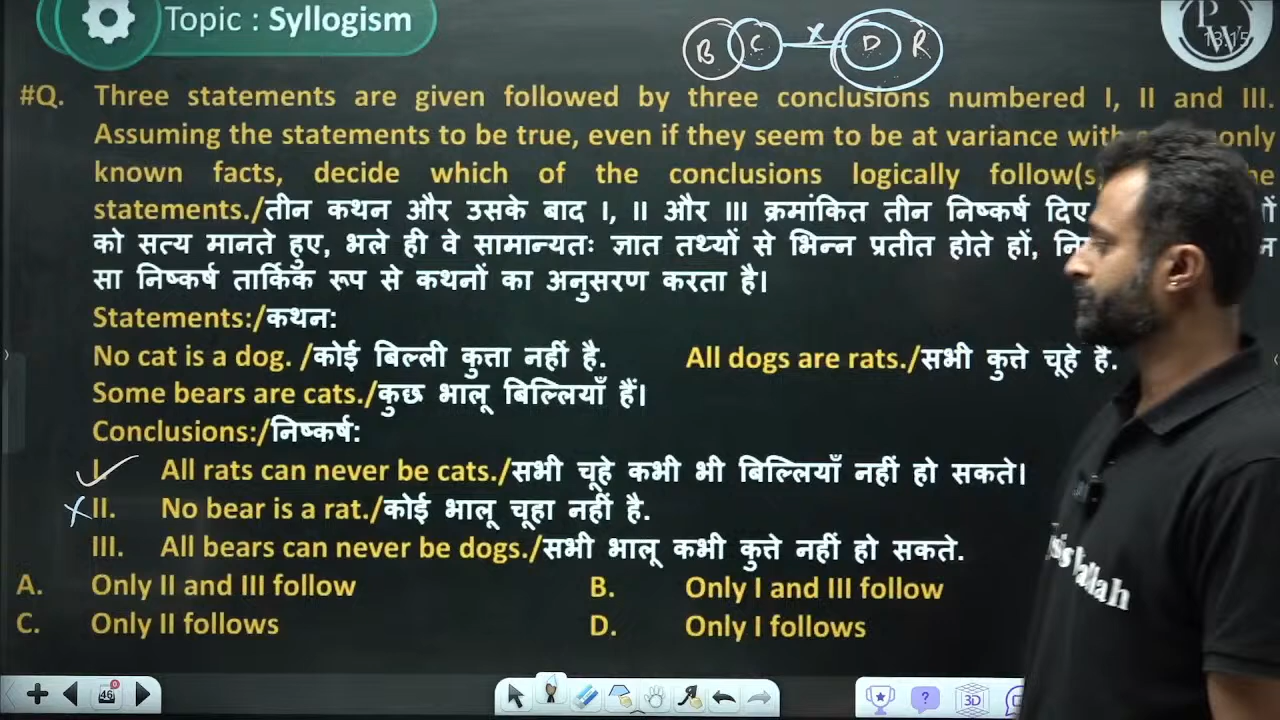 Topic : Syllogism
B C x D R
P
W
13:15
#Q. Three statements are given followed by three conclusions numbered I, II and III.
Assuming the statements to be true, even if they seem to be at variance with only
known facts, decide which of the conclusions logically follow(s
statements./तीन कथन और उसके बाद I, II और III क्रमांकित तीन निष्कर्ष दिए
को सत्य मानते हुए, भले ही वे सामान्यतः ज्ञात तथ्यों से भिन्न प्रतीत होते हों,
सा निष्कर्ष तार्किक रूप से कथनों का अनुसरण करता है।
Statements:/कथन:
No cat is a dog. /कोई बिल्ली कुत्ता नहीं है. All dogs are rats./सभी कुत्ते चूहे हैं.
Some bears are cats./कुछ भालू बिल्लियाँ हैं।
Conclusions:/निष्कर्ष:
I. All rats can never be cats./सभी चूहे कभी भी बिल्लियाँ नहीं हो सकते।
x II. No bear is a rat./कोई भालू चूहा नहीं है.
III. All bears can never be dogs./सभी भालू कभी कुत्ते नहीं हो सकते.
A. Only II and III follow B. Only I and III follow
C. Only II follows D. Only I follows
46 0 ? 3D